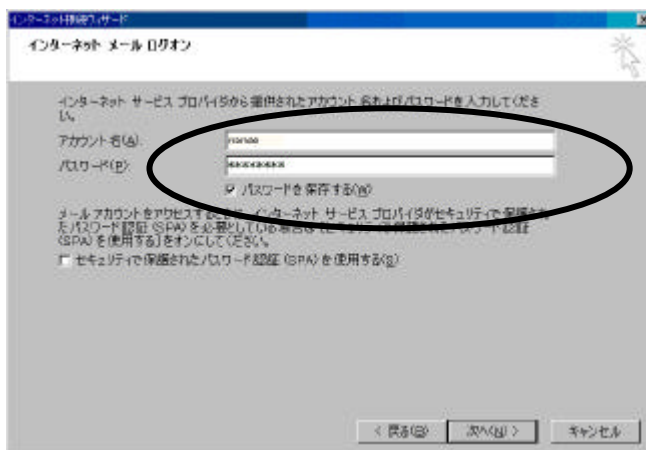 インターネット接続ウィザード
インターネット メール ログオン
インターネット サービス プロバイダから提供されたアカウント名およびパスワードを入力してくださ
い。
アカウント名(A):
パスワード(P):
********
パスワードを保存する(W)
メール アカウントをアクセスするときに、インターネット サービス プロバイダがセキュリティで保護され
たパスワード認証 (SPA) を必要としている場合は [セキュリティで保護されたパスワード認証
(SPA) を使用する] をオンにしてください。
セキュリティで保護されたパスワード認証 (SPA) を使用する(S)
< 戻る(B)
次へ(N) >
キャンセル